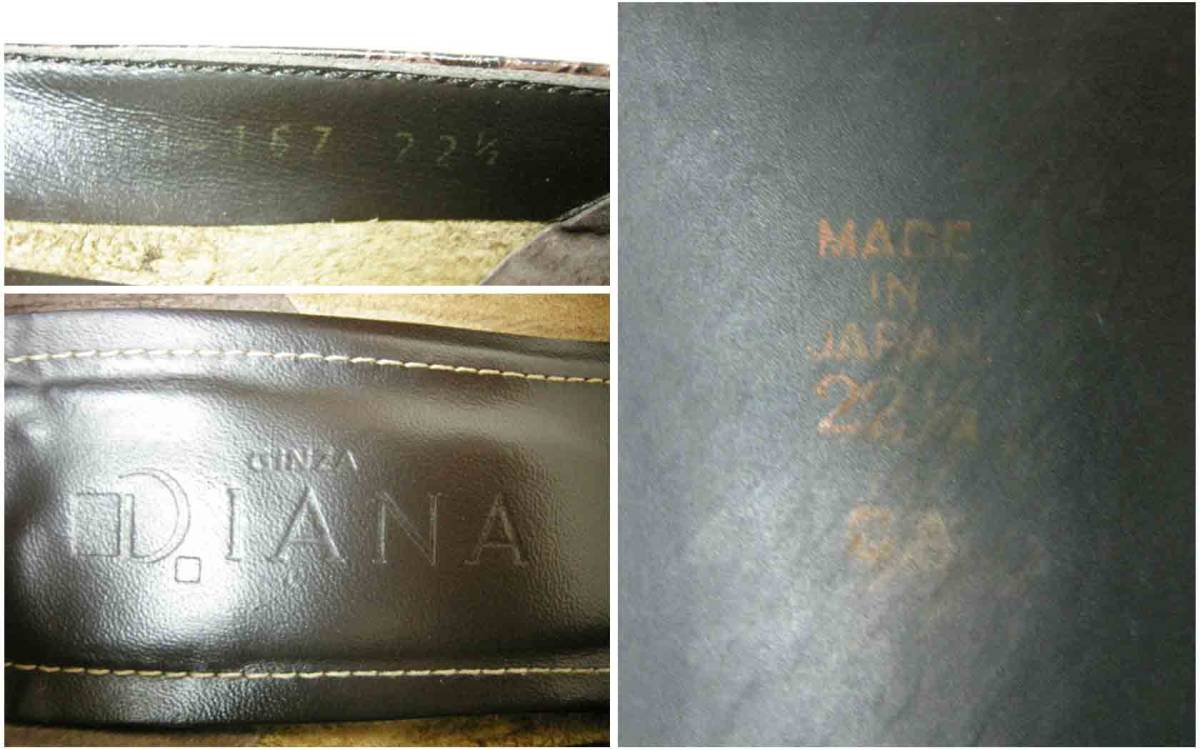 -167 22½
GINZA
DIANA
MADE
IN
JAPAN
22½